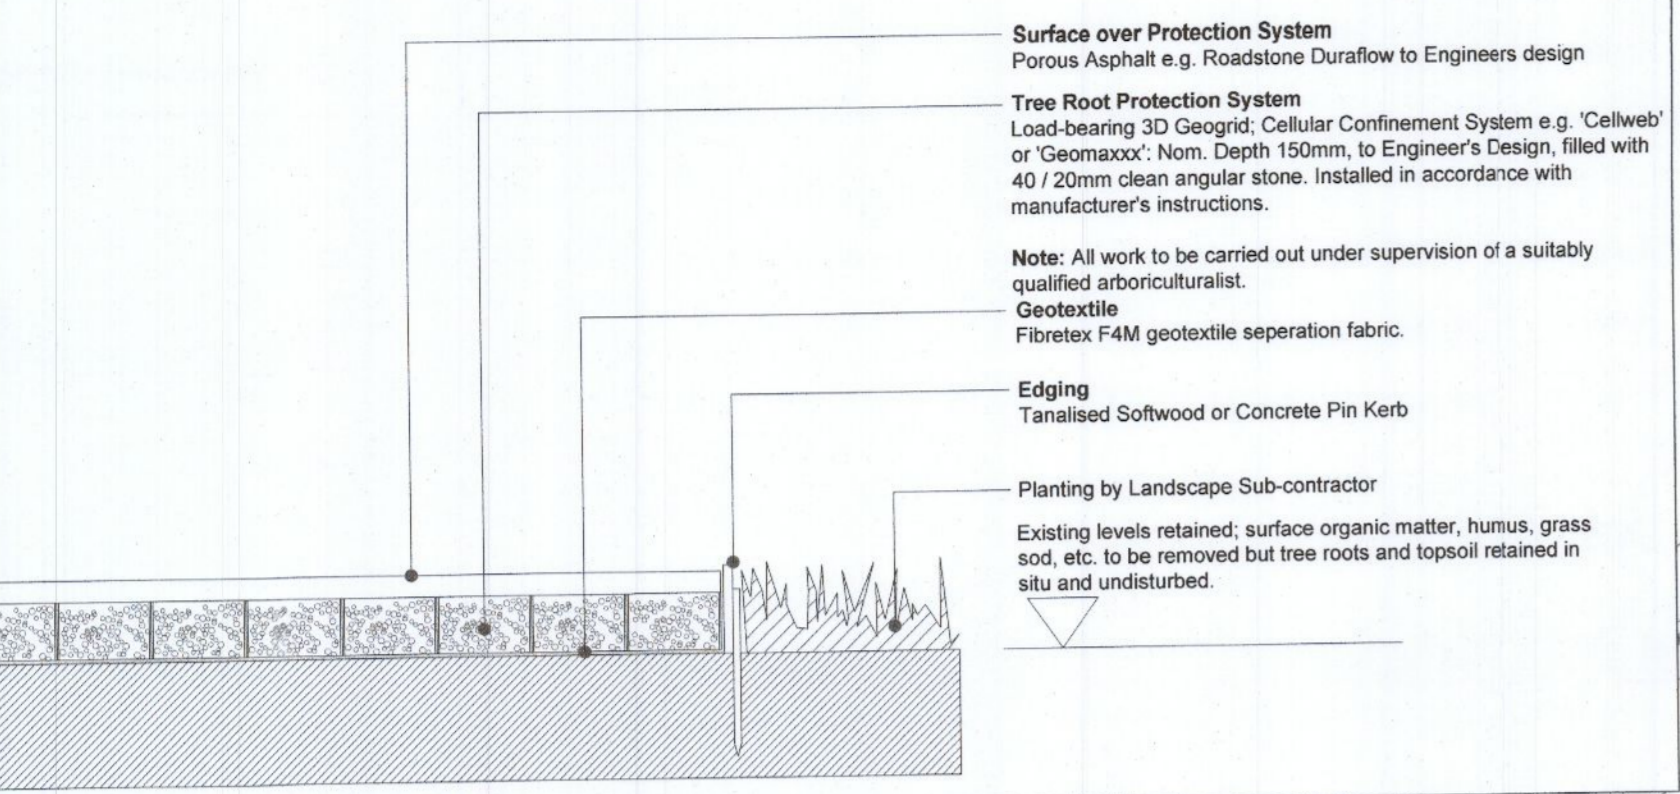 Surface over Protection System
Porous Asphalt e.g. Roadstone Duraflow to Engineers design
Tree Root Protection System
Load-bearing 3D Geogrid; Cellular Confinement System e.g. 'Cellweb'
or 'Geomaxxx': Nom. Depth 150mm, to Engineer's Design, filled with
40 / 20mm clean angular stone. Installed in accordance with
manufacturer's instructions.
Note: All work to be carried out under supervision of a suitably
qualified arboriculturalist.
Geotextile
Fibretex F4M geotextile seperation fabric.
Edging
Tanalised Softwood or Concrete Pin Kerb
Planting by Landscape Sub-contractor
Existing levels retained; surface organic matter, humus, grass
sod, etc. to be removed but tree roots and topsoil retained in
situ and undisturbed.